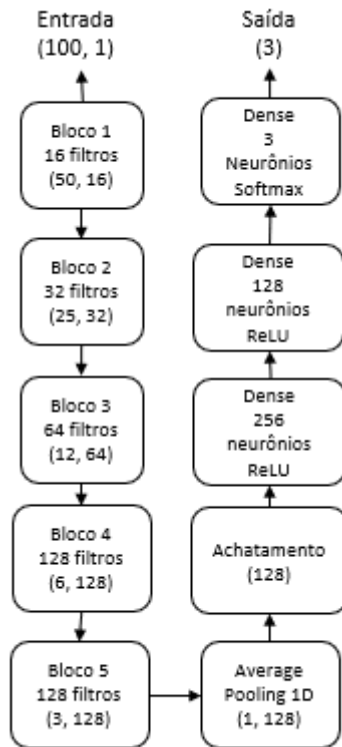 Entrada
(100, 1)
Bloco 1
16 filtros
(50, 16)
Bloco 2
32 filtros
(25, 32)
Bloco 3
64 filtros
(12, 64)
Bloco 4
128 filtros
(6, 128)
Bloco 5
128 filtros
(3, 128)
Average
Pooling 1D
(1, 128)
Achatamento
(128)
Dense
256
neurônios
ReLU
Dense
128
neurônios
ReLU
Dense
3
Neurônios
Softmax
Saída
(3)